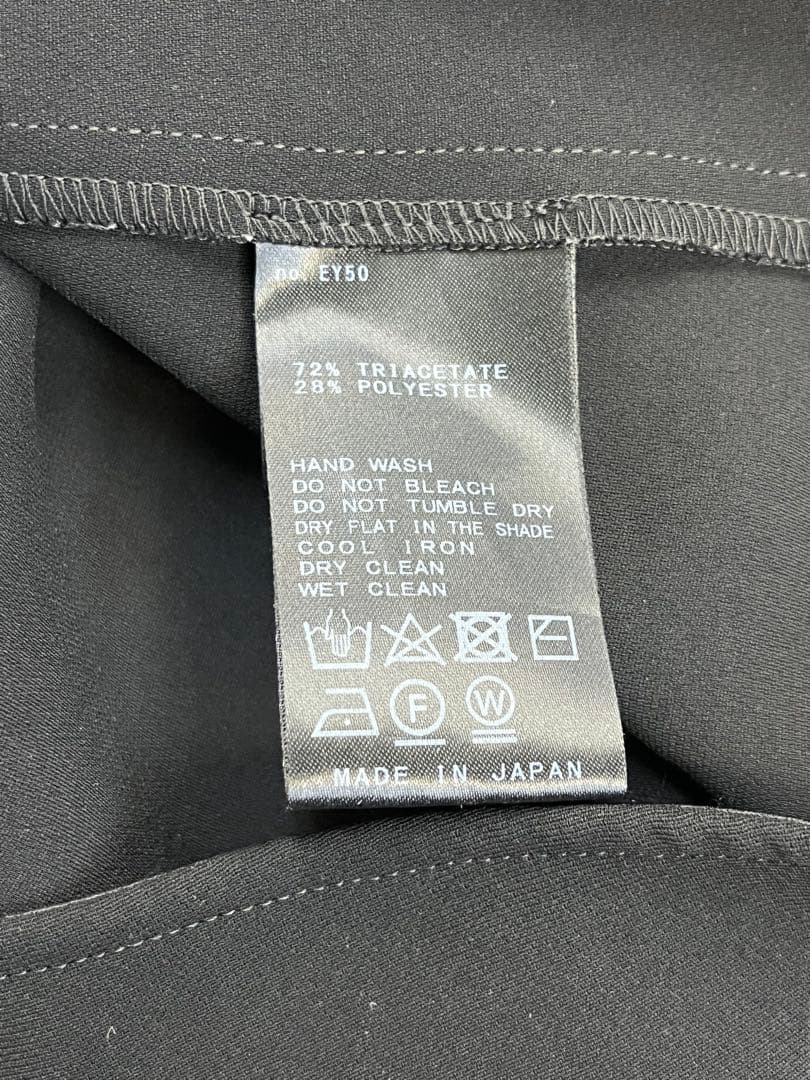 no. EY50
72% TRIACETATE
28% POLYESTER
HAND WASH
DO NOT BLEACH
DO NOT TUMBLE DRY
DRY FLAT IN THE SHADE
COOL IRON
DRY CLEAN
WET CLEAN
F W
MADE IN JAPAN